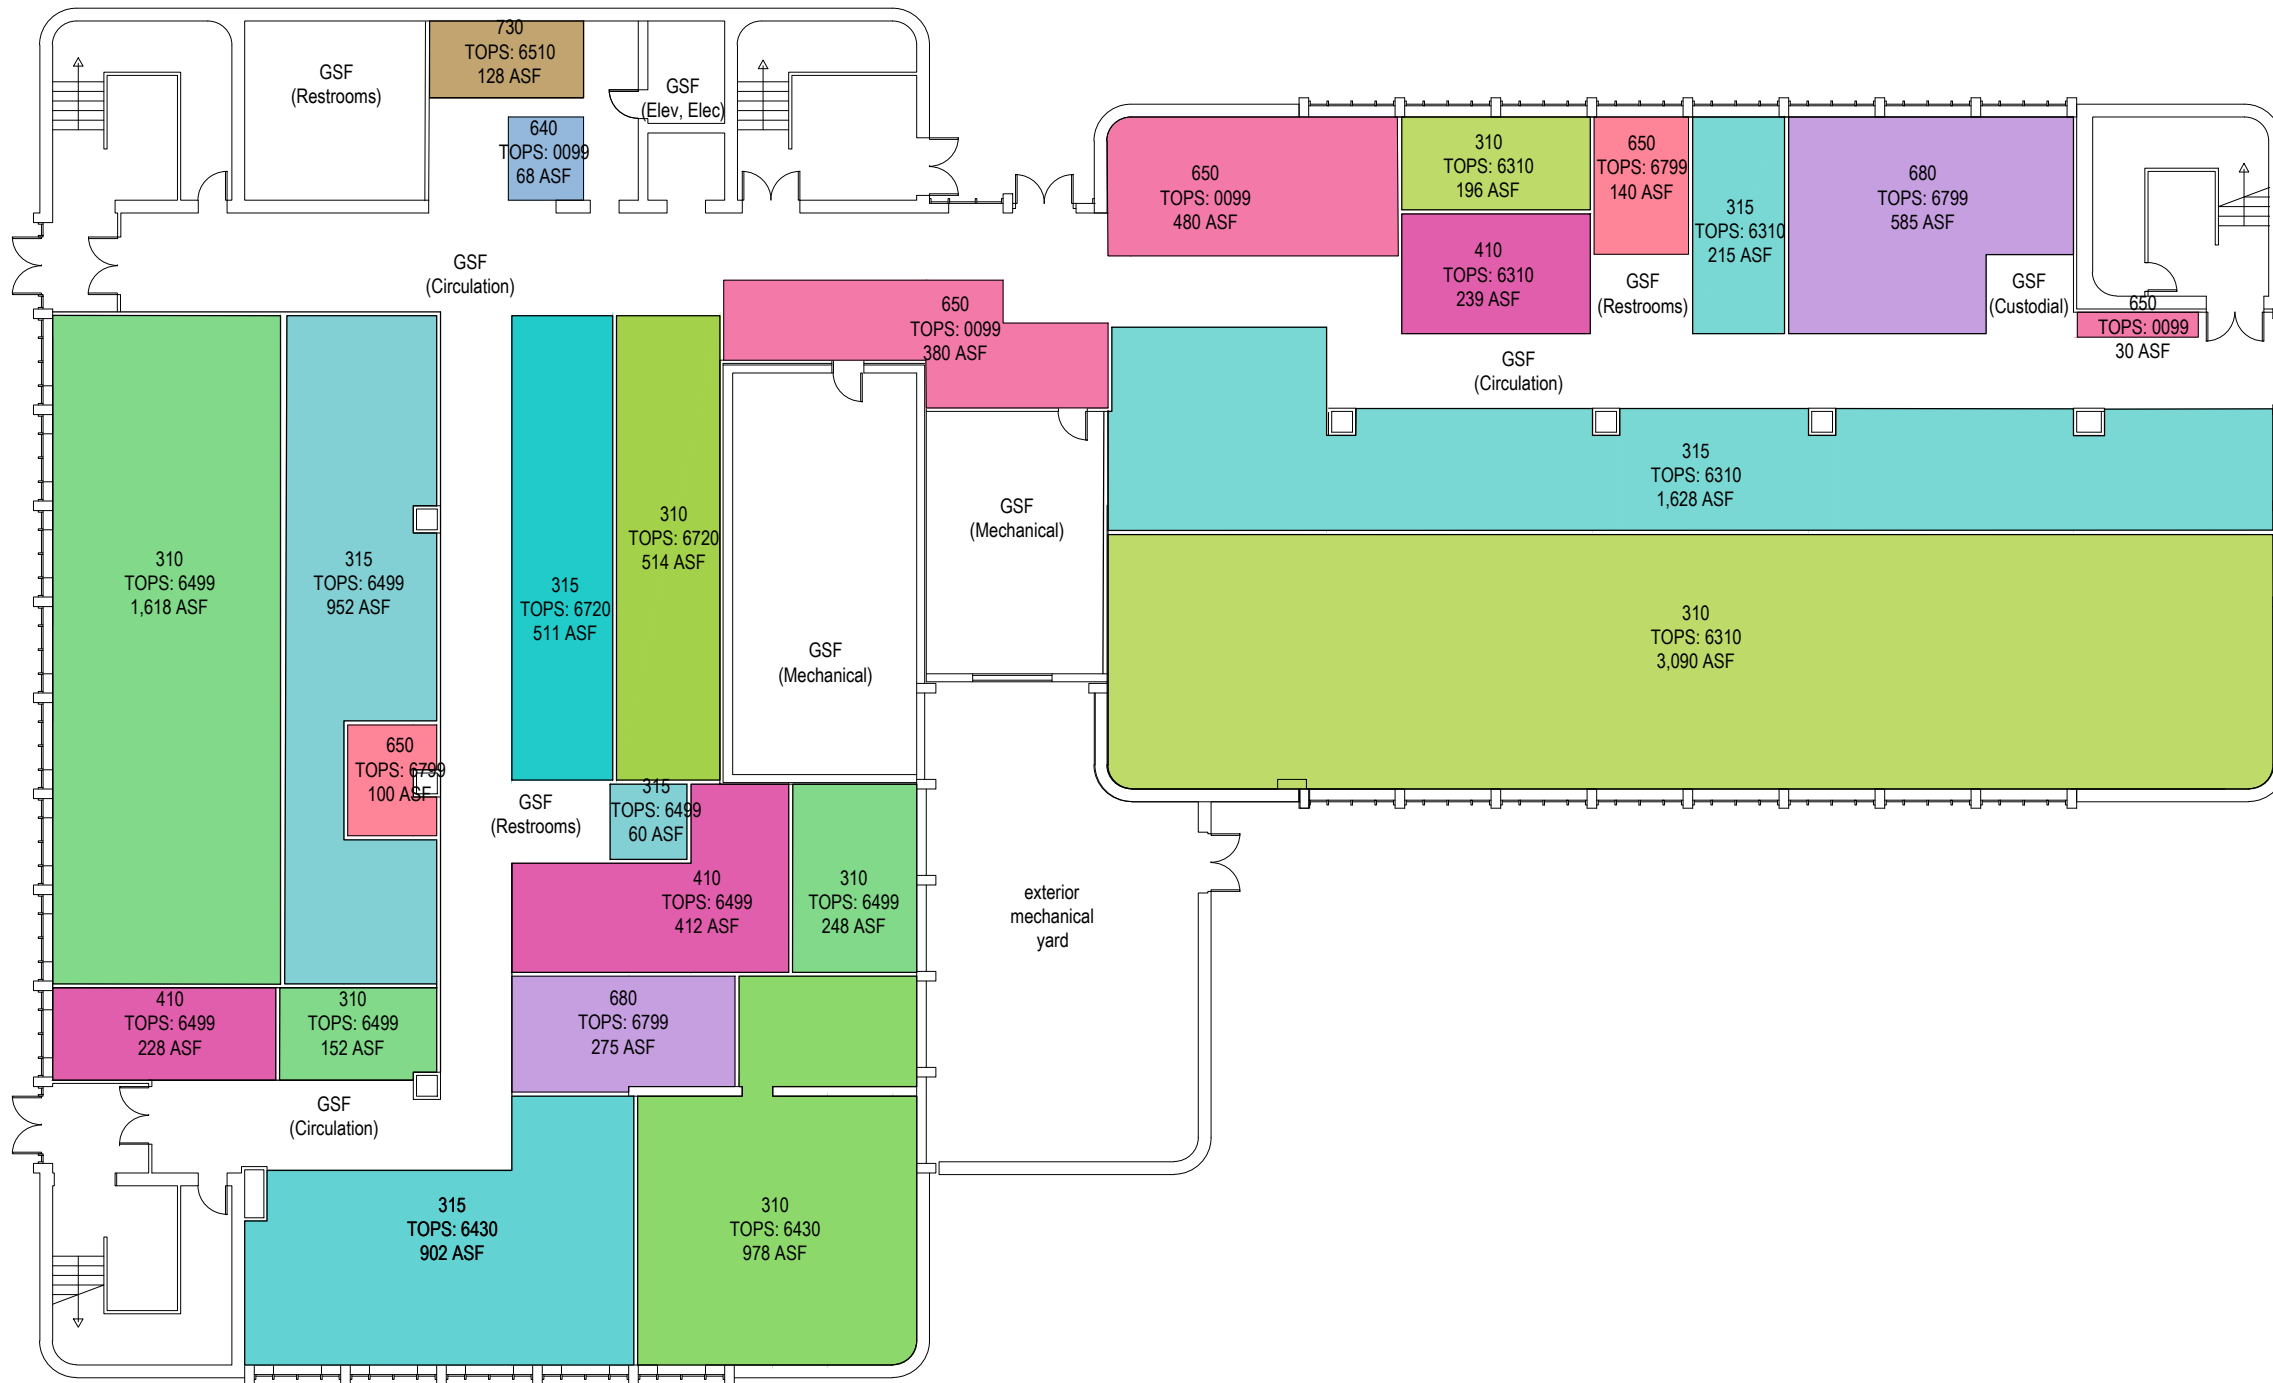 730
TOPS: 6510
128 ASF
GSF
(Restrooms)
GSF
(Elev, Elec)
640
TOPS: 0099
68 ASF
650
TOPS: 0099
480 ASF
310
TOPS: 6310
196 ASF
650
TOPS: 6799
140 ASF
315
TOPS: 6310
215 ASF
680
TOPS: 6799
585 ASF
410
TOPS: 6310
239 ASF
GSF
(Restrooms)
GSF
(Custodial)
650
TOPS: 0099
30 ASF
GSF
(Circulation)
650
TOPS: 0099
380 ASF
GSF
(Circulation)
315
TOPS: 6310
1,628 ASF
GSF
(Mechanical)
310
TOPS: 6720
514 ASF
310
TOPS: 6499
1,618 ASF
315
TOPS: 6499
952 ASF
315
TOPS: 6720
511 ASF
310
TOPS: 6310
3,090 ASF
GSF
(Mechanical)
650
TOPS: 6799
100 ASF
GSF
(Restrooms)
315
TOPS: 6499
60 ASF
410
TOPS: 6499
412 ASF
310
TOPS: 6499
248 ASF
exterior
mechanical
yard
410
TOPS: 6499
228 ASF
310
TOPS: 6499
152 ASF
680
TOPS: 6799
275 ASF
GSF
(Circulation)
315
TOPS: 6430
902 ASF
310
TOPS: 6430
978 ASF